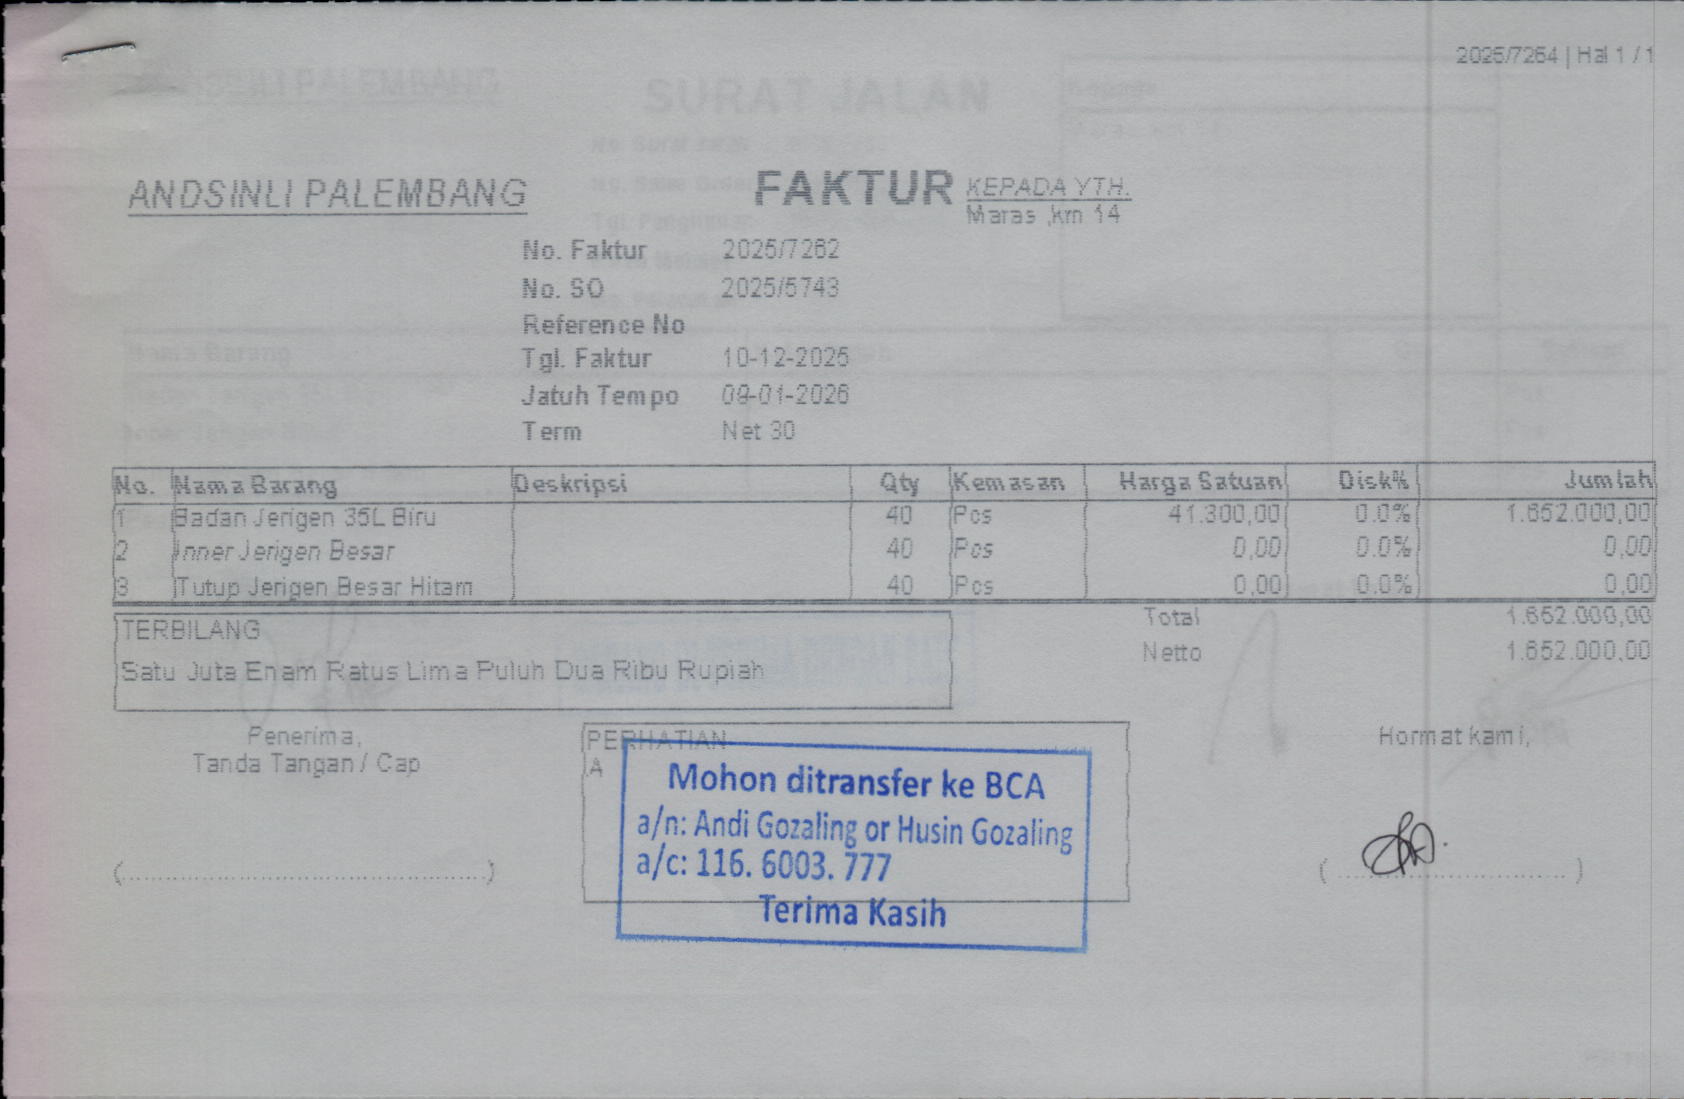 2025/7264 | Hal 1 / 1
SURAT JALAN
ANDSINLI PALEMBANG
FAKTUR
KEPADA YTH.
Maras ,km 14
No. Faktur 2025/7262
No. SO 2025/5743
Reference No
Tgl. Faktur 10-12-2025
Jatuh Tempo 09-01-2026
Term Net 30
No. Nama Barang Deskripsi Qty Kemasan Harga Satuan Disk% Jumlah
1 Badan Jerigen 35L Biru 40 Pcs 41.300,00 0.0% 1.652.000,00
2 Inner Jerigen Besar 40 Pcs 0,00 0.0% 0,00
3 Tutup Jerigen Besar Hitam 40 Pcs 0,00 0.0% 0,00
Total 1.652.000,00
Netto 1.652.000,00
TERBILANG
Satu Juta Enam Ratus Lima Puluh Dua Ribu Rupiah
Penerima,
Tanda Tangan / Cap
PERHATIAN
A
Mohon ditransfer ke BCA
a/n: Andi Gozaling or Husin Gozaling
a/c: 116. 6003. 777
Terima Kasih
Hormat kami,